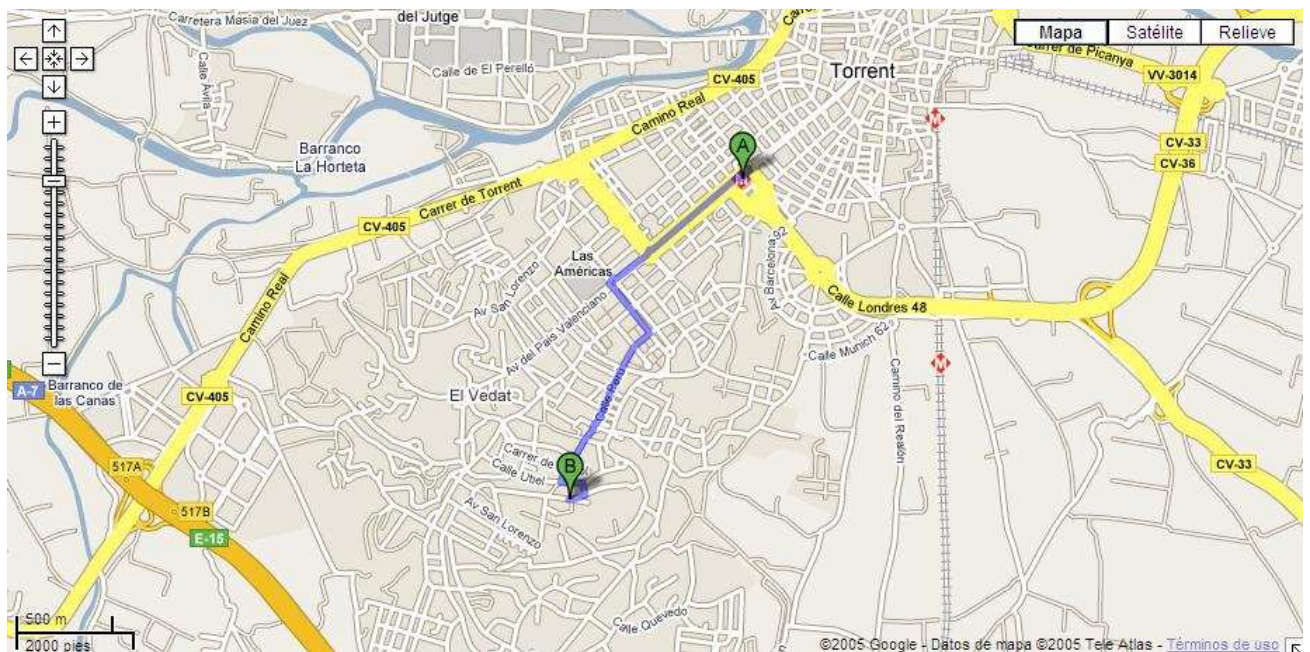 Carretera Masía del Juez
del Jutge
Carre
Mapa
Satélite
Relieve
Calle Ávila
Calle de El Perelló
Torrent
Carrer de Picanya
VV-3014
CV-405
Camino Real
M
A
Barranco
La Horteta
CV-33
CV-36
Carrer de Torrent
CV-405
Las
Américas
Av San Lorenzo
Av Barcelona 92
Camino Real
Av del País Valenciano
Calle Londres 48
Calle Munich 62
M
A-7
Barranco de
las Canas
CV-405
El Vedat
Calle Perú
Camino del Realón
Carrer de
B
Calle Utiel
517A
CV-33
517B
Av San Lorenzo
E-15
Calle Quevedo
500 m
2000 pies
©2005 Google - Datos de mapa ©2005 Tele Atlas - Términos de uso